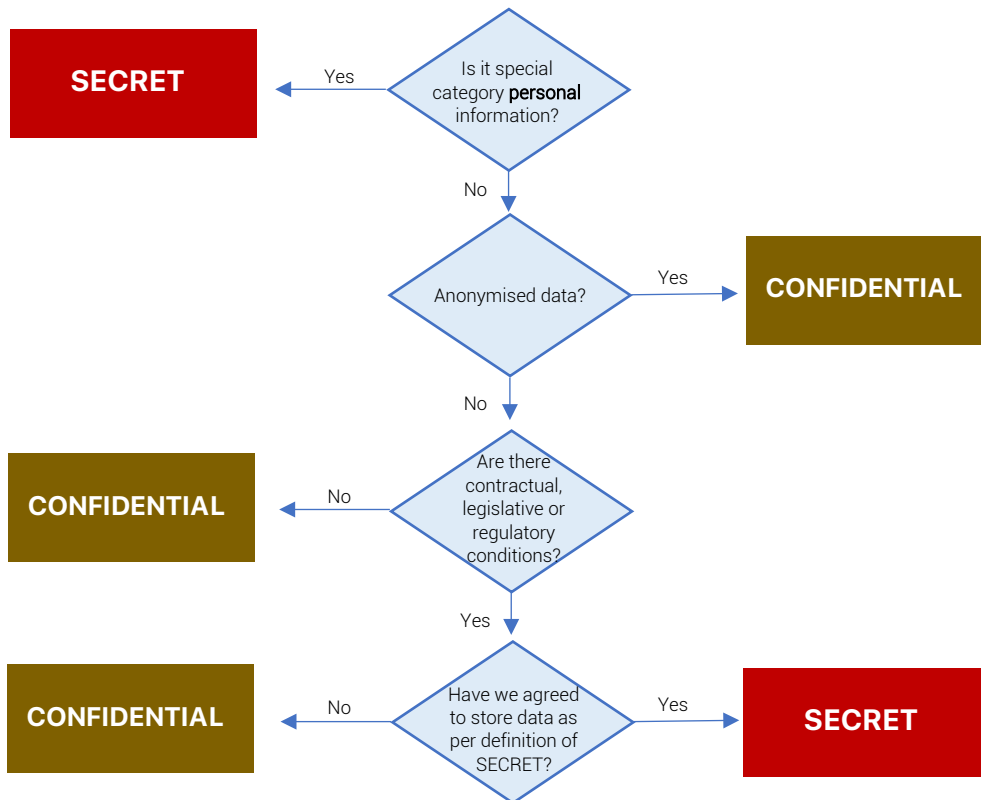 SECRET
Yes
Is it special
category personal
information?
No
Anonymised data?
Yes
CONFIDENTIAL
No
CONFIDENTIAL
No
Are there
contractual,
legislative or
regulatory
conditions?
Yes
CONFIDENTIAL
No
Have we agreed
to store data as
per definition of
SECRET?
Yes
SECRET